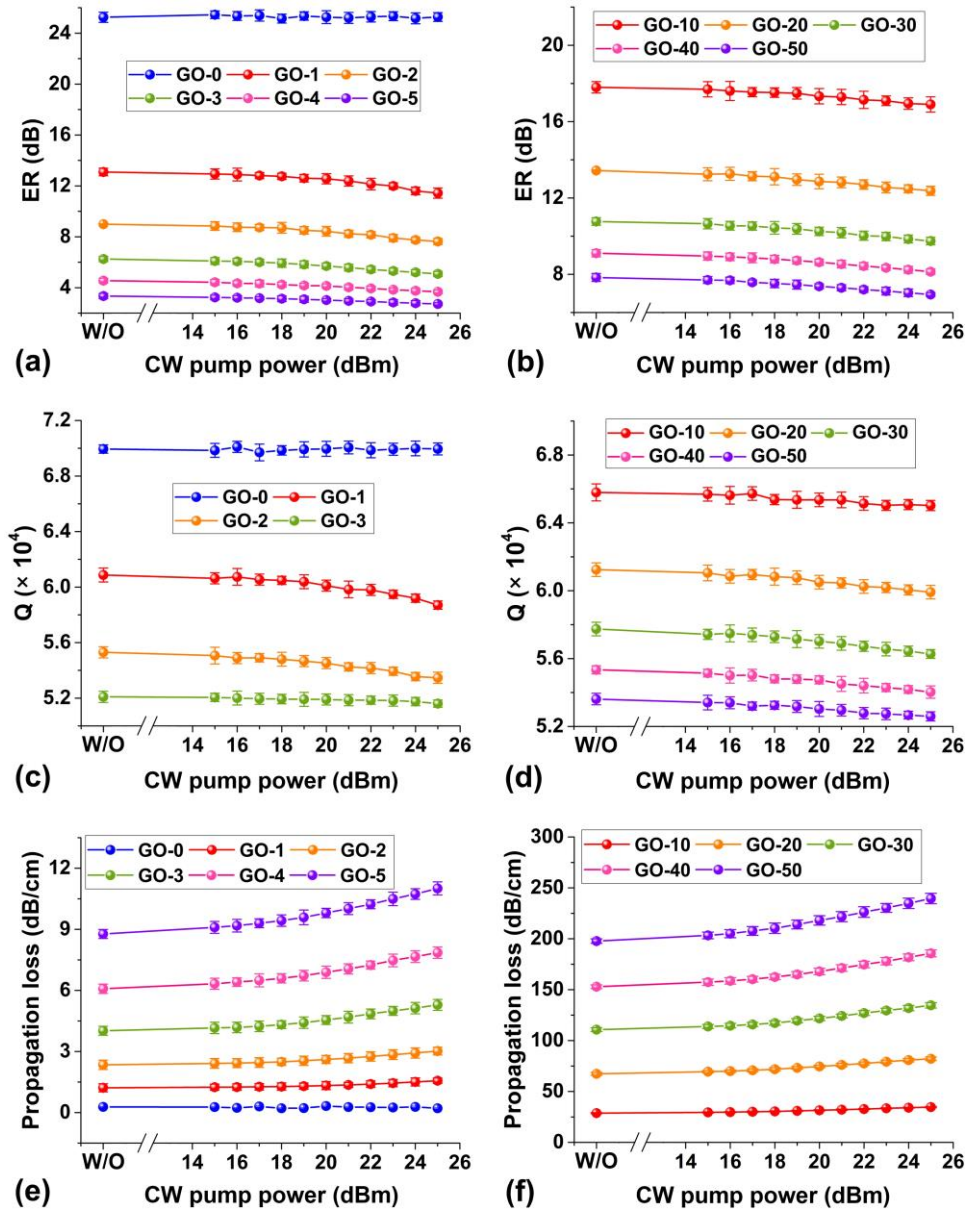 ER (dB)
24
20
16
12
8
4
GO-0 GO-1 GO-2
GO-3 GO-4 GO-5
W/O 14 16 18 20 22 24 26
(a)
CW pump power (dBm)
ER (dB)
20
16
12
8
GO-10 GO-20 GO-30
GO-40 GO-50
W/O 14 16 18 20 22 24 26
(b)
CW pump power (dBm)
Q (× 10⁴)
7.2
6.8
6.4
6.0
5.6
5.2
GO-0 GO-1
GO-2 GO-3
W/O 14 16 18 20 22 24 26
(c)
CW pump power (dBm)
Q (× 10⁴)
6.8
6.4
6.0
5.6
5.2
GO-10 GO-20 GO-30
GO-40 GO-50
W/O 14 16 18 20 22 24 26
(d)
CW pump power (dBm)
Propagation loss (dB/cm)
12
9
6
3
0
GO-0 GO-1 GO-2
GO-3 GO-4 GO-5
W/O 14 16 18 20 22 24 26
(e)
CW pump power (dBm)
Propagation loss (dB/cm)
300
250
200
150
100
50
0
GO-10 GO-20 GO-30
GO-40 GO-50
W/O 14 16 18 20 22 24 26
(f)
CW pump power (dBm)